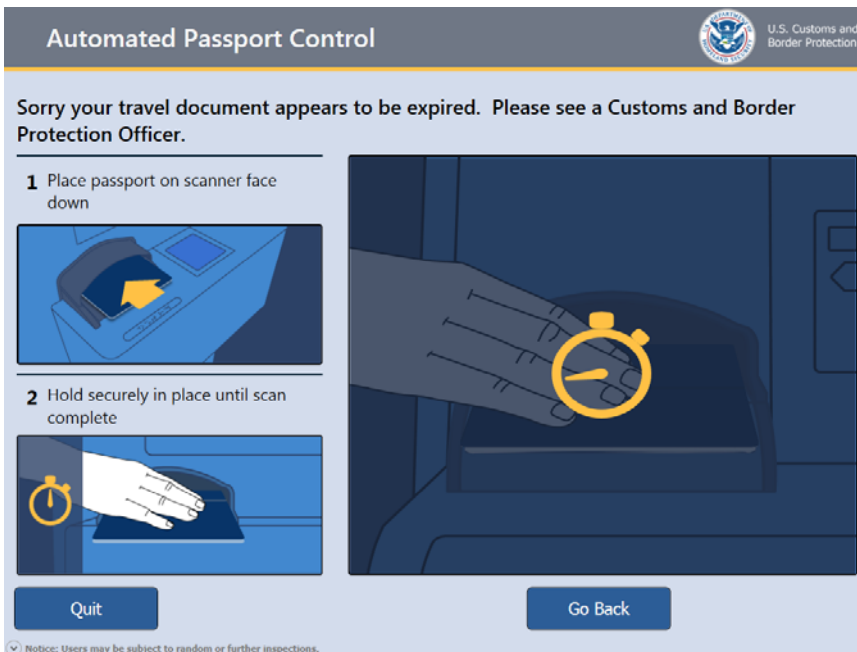 Automated Passport Control
U.S. Customs and
Border Protection
Sorry your travel document appears to be expired.  Please see a Customs and Border
Protection Officer.
1 Place passport on scanner face
down
2 Hold securely in place until scan
complete
Quit
Go Back
Notice: Users may be subject to random or further inspections.